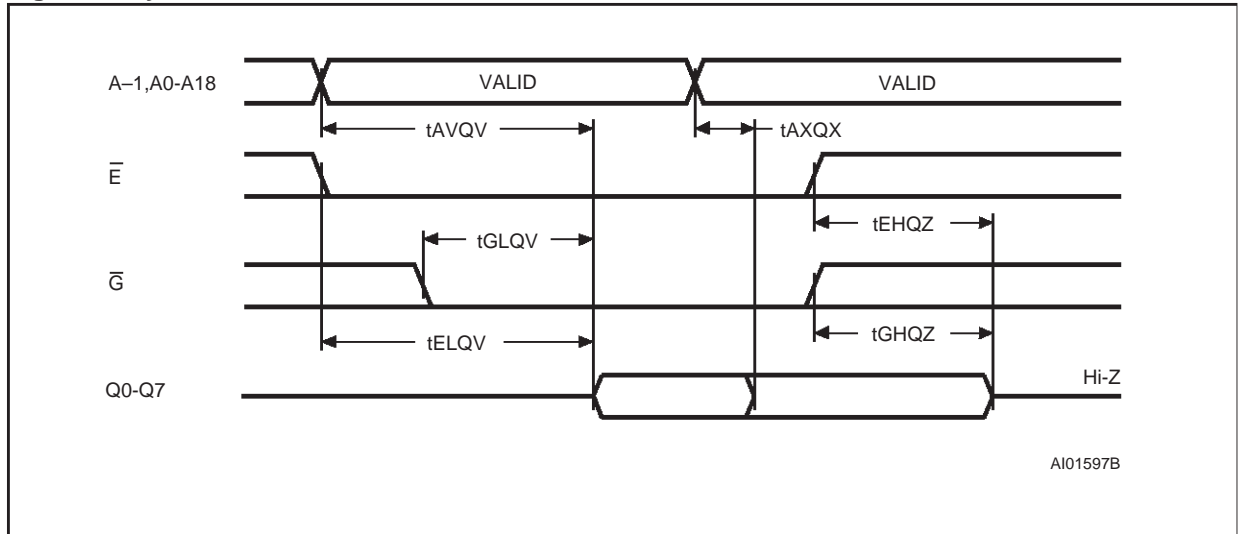 A–1,A0-A18 VALID VALID
tAVQV tAXQX
E̅
tEHQZ
tGLQV
G̅
tGHQZ
tELQV
Q0-Q7 Hi-Z
AI01597B